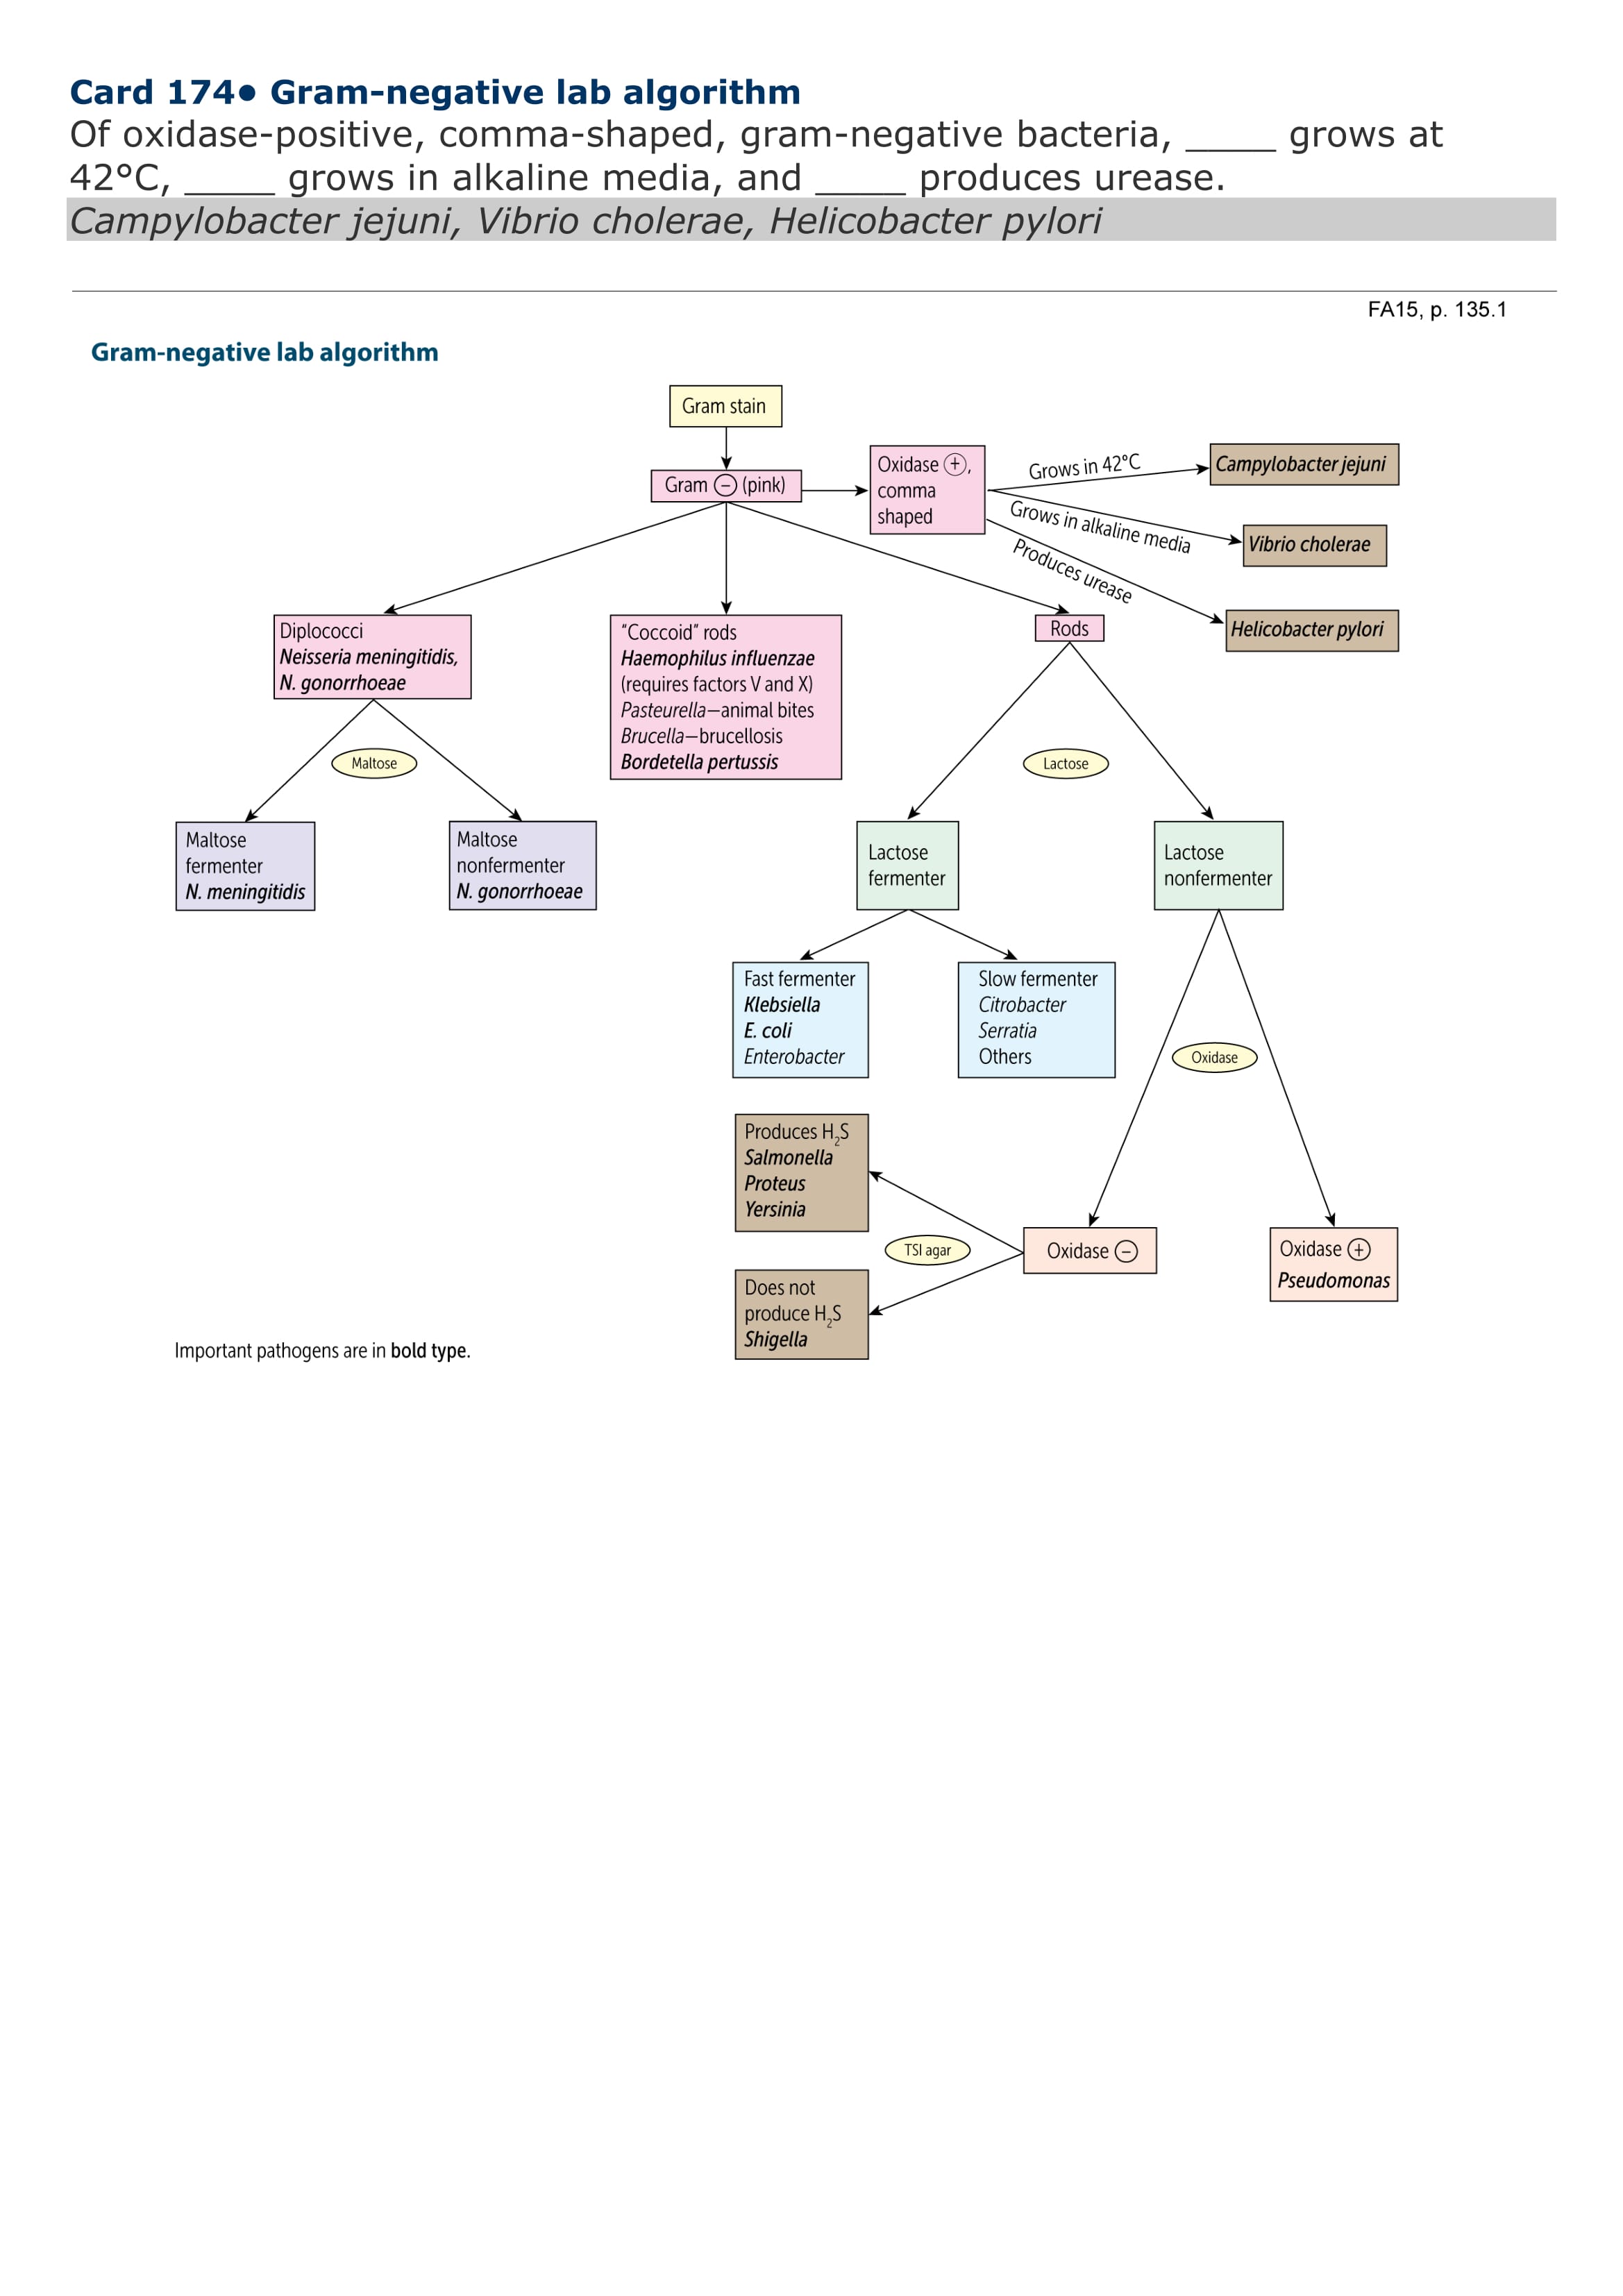 Card 174• Gram-negative lab algorithm
Of oxidase-positive, comma-shaped, gram-negative bacteria, _____ grows at
42°C, _____ grows in alkaline media, and _____ produces urease.
Campylobacter jejuni, Vibrio cholerae, Helicobacter pylori
FA15, p. 135.1
Gram-negative lab algorithm
Gram stain
Gram ⊖ (pink)
Oxidase ⊕,
comma
shaped
Grows in 42°C
Campylobacter jejuni
Grows in alkaline media
Vibrio cholerae
Produces urease
Helicobacter pylori
Diplococci
Neisseria meningitidis,
N. gonorrhoeae
“Coccoid” rods
Haemophilus influenzae
(requires factors V and X)
Pasteurella—animal bites
Brucella—brucellosis
Bordetella pertussis
Rods
Maltose
Lactose
Maltose
fermenter
N. meningitidis
Maltose
nonfermenter
N. gonorrhoeae
Lactose
fermenter
Lactose
nonfermenter
Fast fermenter
Klebsiella
E. coli
Enterobacter
Slow fermenter
Citrobacter
Serratia
Others
Oxidase
Produces H₂S
Salmonella
Proteus
Yersinia
TSI agar
Oxidase ⊖
Oxidase ⊕
Pseudomonas
Does not
produce H₂S
Shigella
Important pathogens are in bold type.